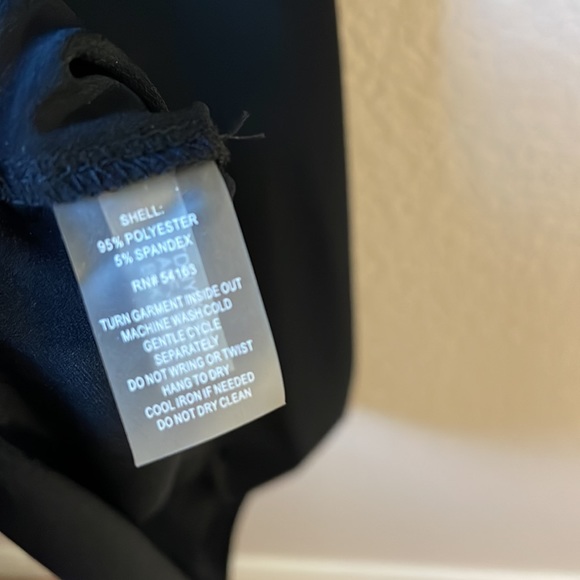 SHELL:
95% POLYESTER
5% SPANDEX
RN# 54163
TURN GARMENT INSIDE OUT
MACHINE WASH COLD
GENTLE CYCLE
SEPARATELY
DO NOT WRING OR TWIST
HANG TO DRY
COOL IRON IF NEEDED
DO NOT DRY CLEAN